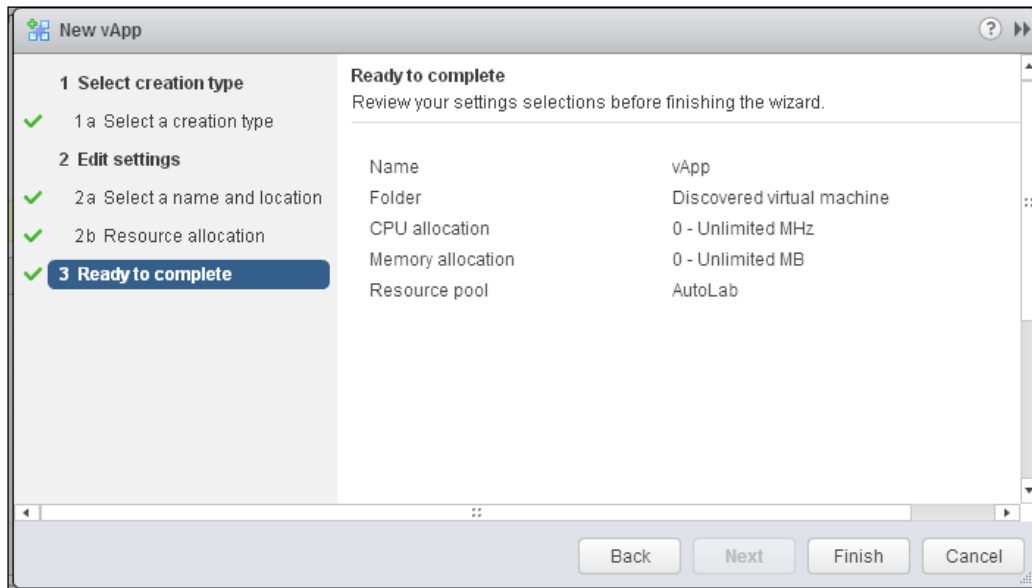 New vApp
?
1 Select creation type
1a Select a creation type
2 Edit settings
2a Select a name and location
2b Resource allocation
3 Ready to complete
Ready to complete
Review your settings selections before finishing the wizard.
Name vApp
Folder Discovered virtual machine
CPU allocation 0 - Unlimited MHz
Memory allocation 0 - Unlimited MB
Resource pool AutoLab
Back Next Finish Cancel